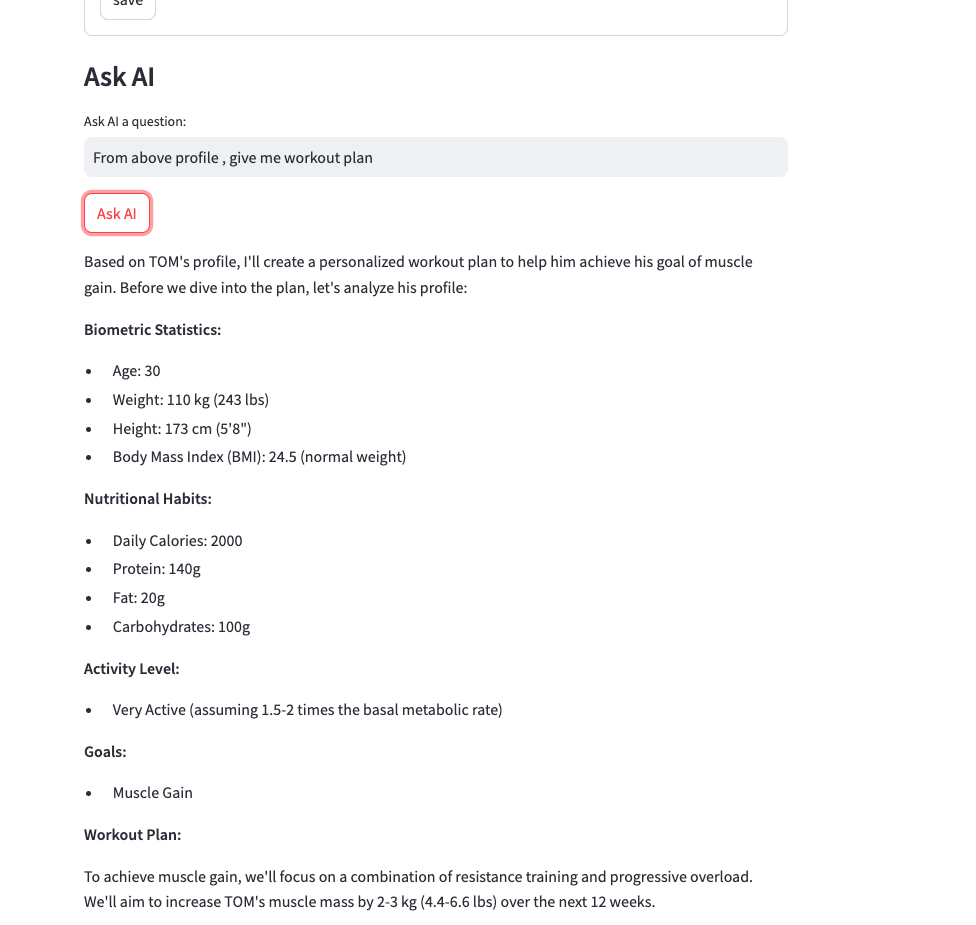 save
Ask AI
Ask AI a question:
From above profile , give me workout plan
Ask AI
Based on TOM's profile, I'll create a personalized workout plan to help him achieve his goal of muscle
gain. Before we dive into the plan, let's analyze his profile:
Biometric Statistics:
• Age: 30
• Weight: 110 kg (243 lbs)
• Height: 173 cm (5'8")
• Body Mass Index (BMI): 24.5 (normal weight)
Nutritional Habits:
• Daily Calories: 2000
• Protein: 140g
• Fat: 20g
• Carbohydrates: 100g
Activity Level:
• Very Active (assuming 1.5-2 times the basal metabolic rate)
Goals:
• Muscle Gain
Workout Plan:
To achieve muscle gain, we'll focus on a combination of resistance training and progressive overload.
We'll aim to increase TOM's muscle mass by 2-3 kg (4.4-6.6 lbs) over the next 12 weeks.